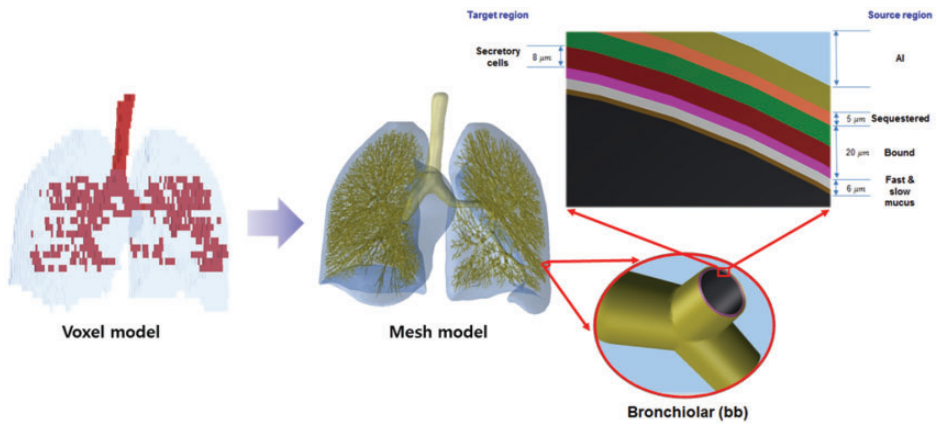 Target region
Source region
Secretory
cells
8 μm
AI
5 μm
Sequestered
20 μm
Bound
6 μm
Fast &
slow
mucus
Voxel model
Mesh model
Bronchiolar (bb)